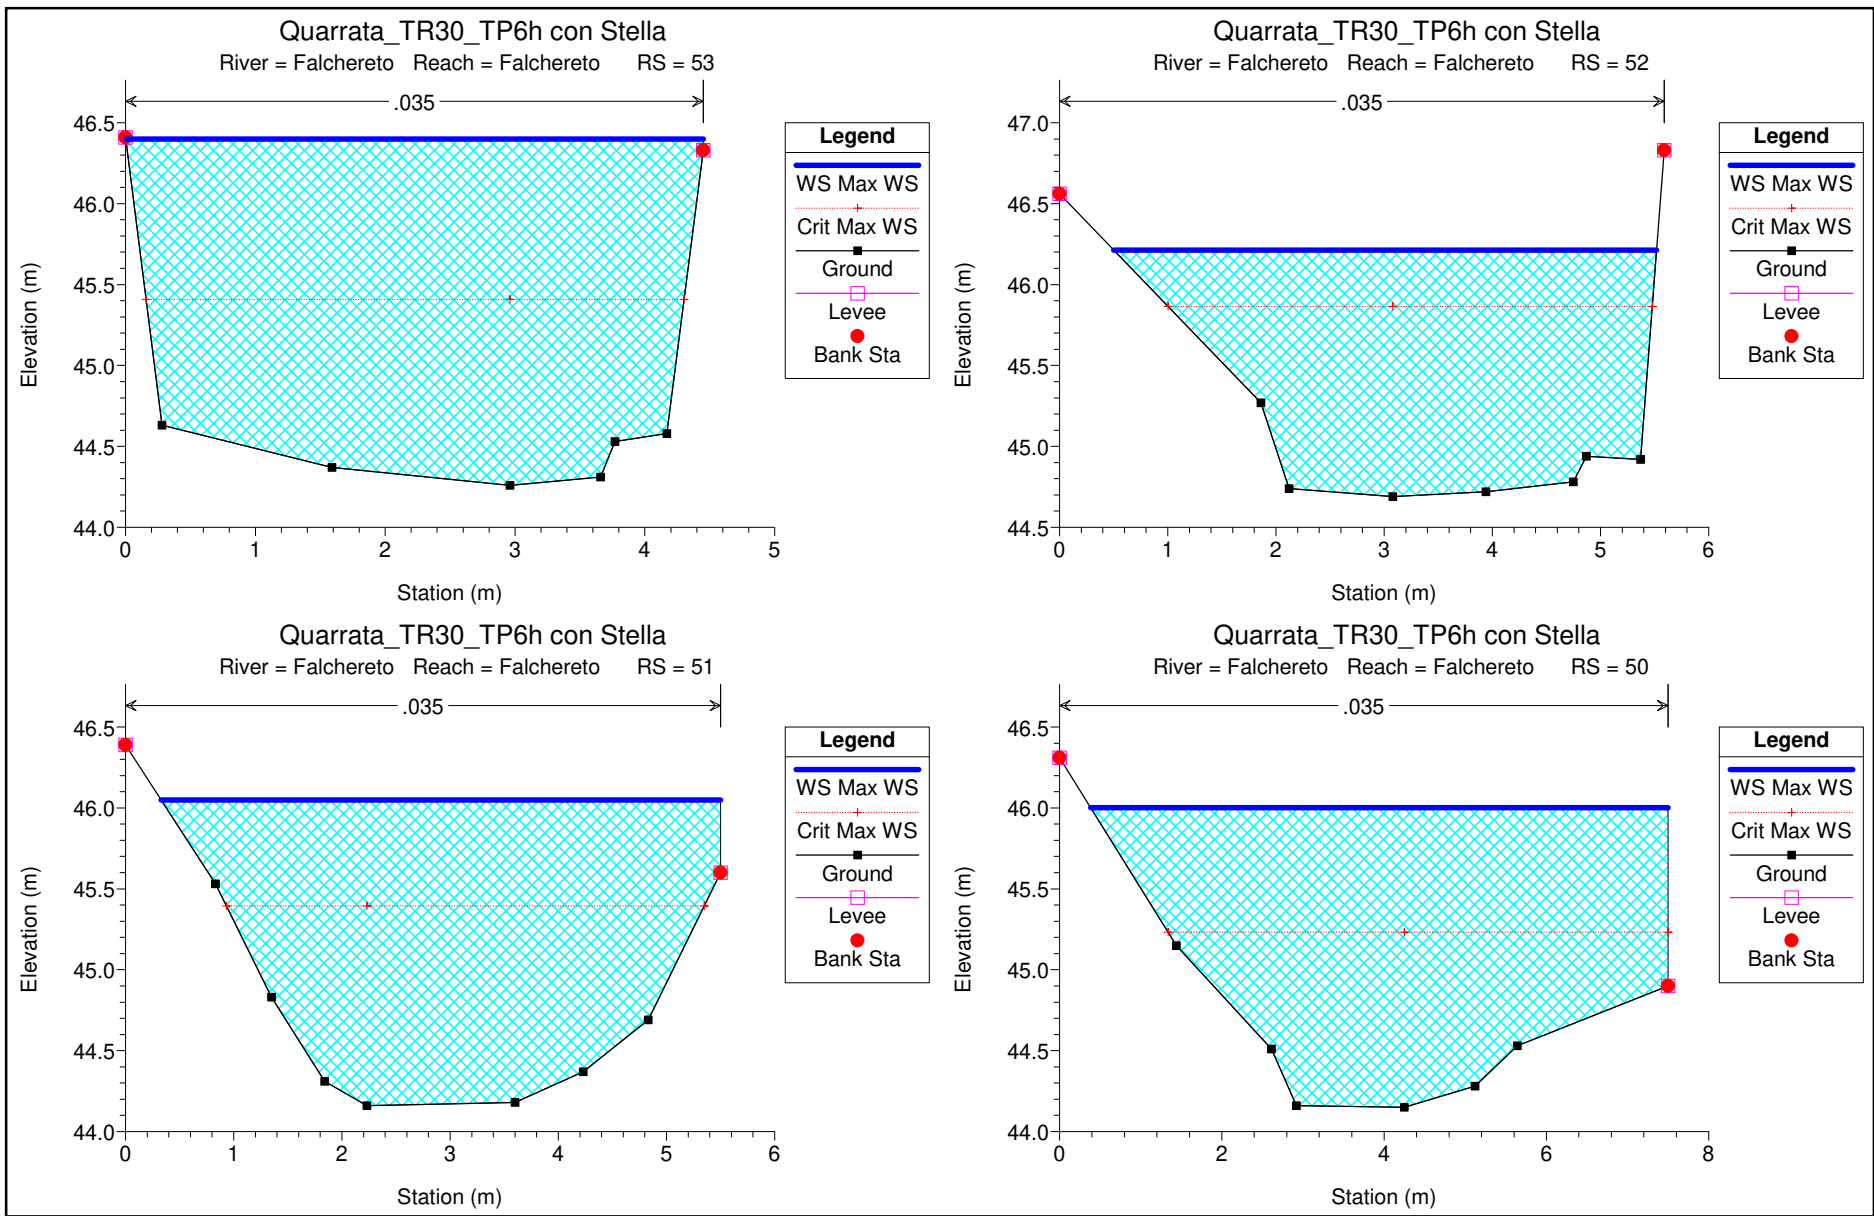 Quarrata_TR30_TP6h con Stella
River = Falchereto Reach = Falchereto RS = 53
.035
46.5
46.0
45.5
45.0
44.5
44.0
0 1 2 3 4 5
Elevation (m)
Station (m)
Legend
WS Max WS
Crit Max WS
Ground
Levee
Bank Sta
Quarrata_TR30_TP6h con Stella
River = Falchereto Reach = Falchereto RS = 52
.035
47.0
46.5
46.0
45.5
45.0
44.5
0 1 2 3 4 5 6
Elevation (m)
Station (m)
Legend
WS Max WS
Crit Max WS
Ground
Levee
Bank Sta
Quarrata_TR30_TP6h con Stella
River = Falchereto Reach = Falchereto RS = 51
.035
46.5
46.0
45.5
45.0
44.5
44.0
0 1 2 3 4 5 6
Elevation (m)
Station (m)
Legend
WS Max WS
Crit Max WS
Ground
Levee
Bank Sta
Quarrata_TR30_TP6h con Stella
River = Falchereto Reach = Falchereto RS = 50
.035
46.5
46.0
45.5
45.0
44.5
44.0
0 2 4 6 8
Elevation (m)
Station (m)
Legend
WS Max WS
Crit Max WS
Ground
Levee
Bank Sta